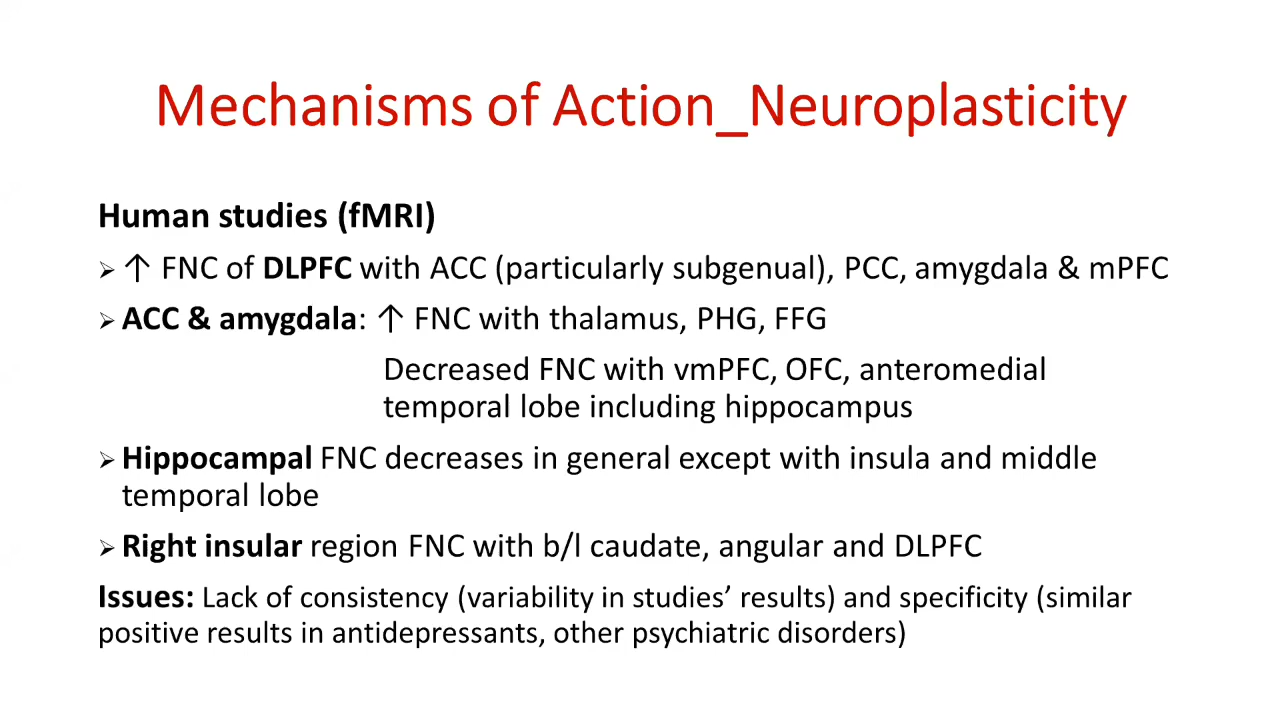 Mechanisms of Action_Neuroplasticity
Human studies (fMRI)
➢ ↑ FNC of DLPFC with ACC (particularly subgenual), PCC, amygdala & mPFC
➢ ACC & amygdala: ↑ FNC with thalamus, PHG, FFG
Decreased FNC with vmPFC, OFC, anteromedial
temporal lobe including hippocampus
➢ Hippocampal FNC decreases in general except with insula and middle
temporal lobe
➢ Right insular region FNC with b/l caudate, angular and DLPFC
Issues: Lack of consistency (variability in studies’ results) and specificity (similar
positive results in antidepressants, other psychiatric disorders)